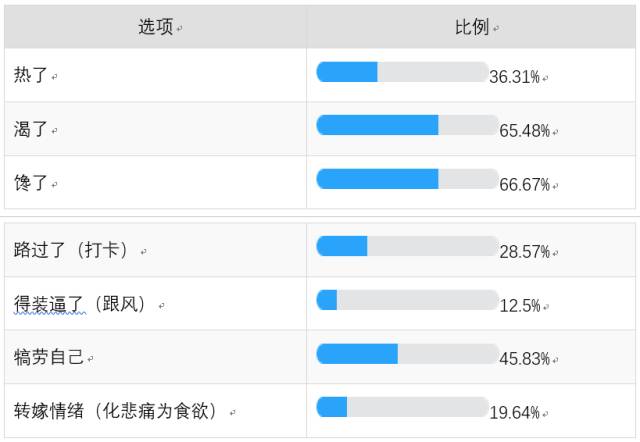 选项 比例
热了 36.31%
渴了 65.48%
馋了 66.67%
路过了（打卡） 28.57%
得装逼了（跟风） 12.5%
犒劳自己 45.83%
转嫁情绪（化悲痛为食欲） 19.64%